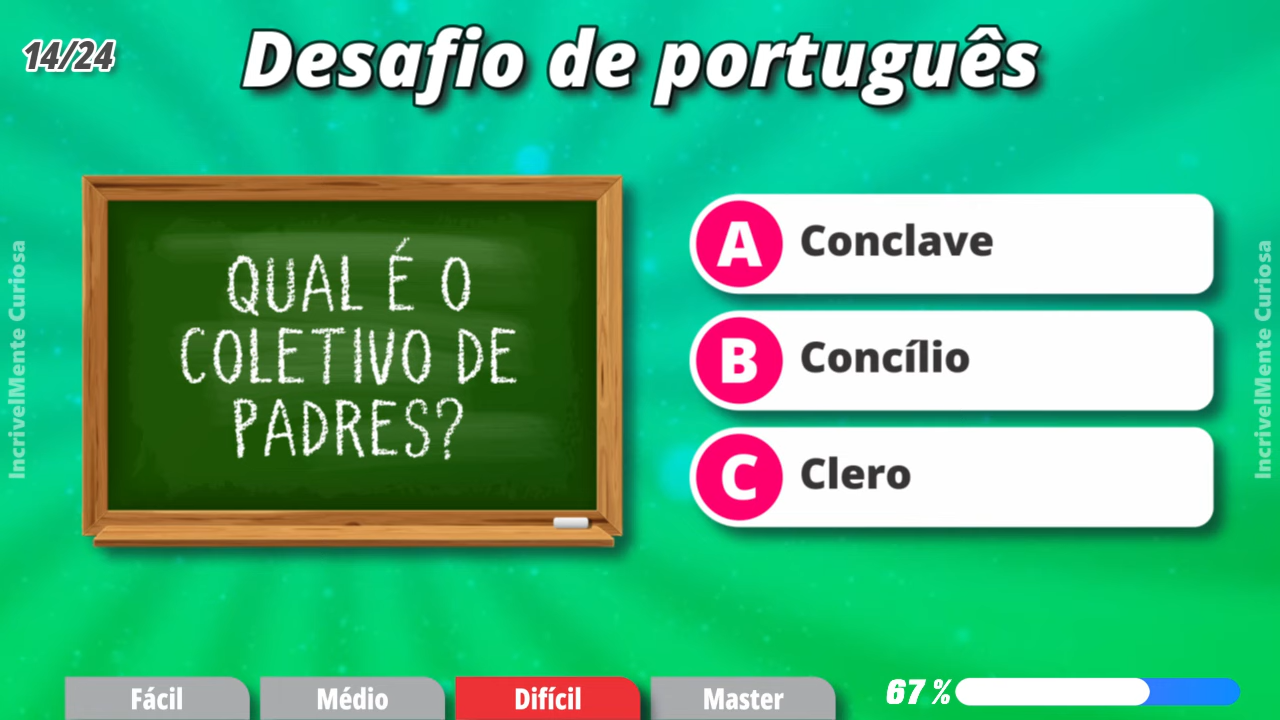 14/24
Desafio de português
QUAL É O
COLETIVO DE
PADRES?
A Conclave
B Concílio
C Clero
IncrivelMente Curiosa
IncrivelMente Curiosa
Fácil
Médio
Difícil
Master
67 %